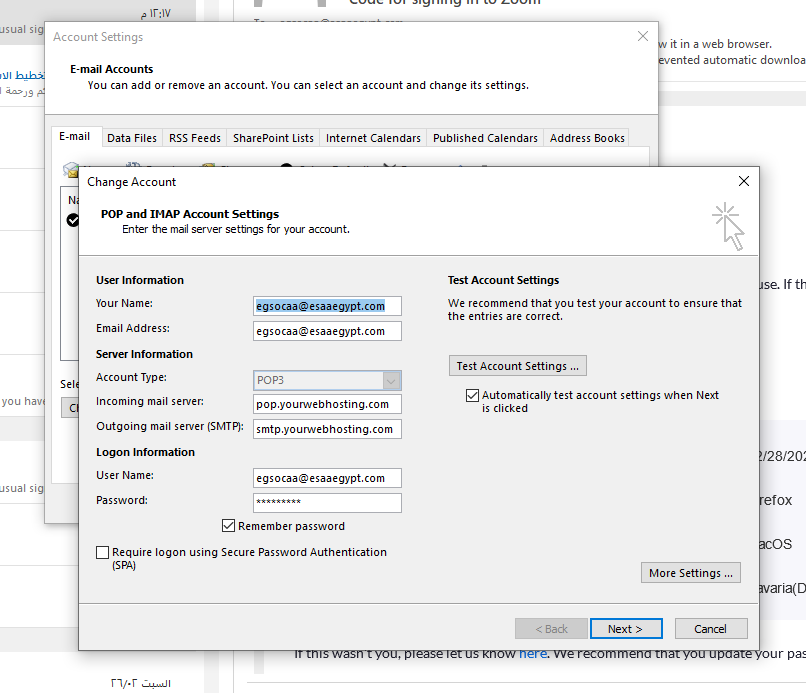 ١٢:١٧ م
Code for signing in to Zoom
usual sig
Account Settings
w it in a web browser.
evented automatic downloa
E-mail Accounts
You can add or remove an account. You can select an account and change its settings.
E-mail
Data Files
RSS Feeds
SharePoint Lists
Internet Calendars
Published Calendars
Address Books
Change Account
POP and IMAP Account Settings
Enter the mail server settings for your account.
User Information
Your Name:
egsocaa@esaaegypt.com
Email Address:
egsocaa@esaaegypt.com
Server Information
Account Type:
POP3
Incoming mail server:
pop.yourwebhosting.com
Outgoing mail server (SMTP):
smtp.yourwebhosting.com
Logon Information
User Name:
egsocaa@esaaegypt.com
Password:
*********
Remember password
Require logon using Secure Password Authentication
(SPA)
Test Account Settings
We recommend that you test your account to ensure that
the entries are correct.
Test Account Settings ...
Automatically test account settings when Next
is clicked
More Settings ...
< Back
Next >
Cancel
use. If th
you have
usual sig
2/28/202
refox
acOS
avaria(D
If this wasn't you, please let us know here. We recommend that you update your pas
السبت ٢٦/٠٢